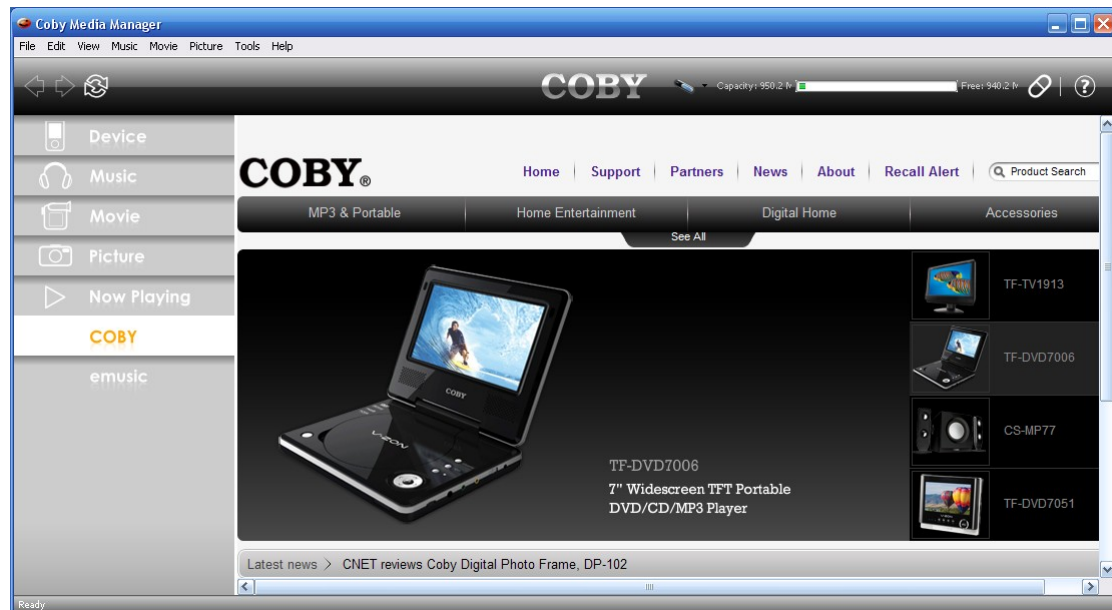 Coby Media Manager
File Edit View Music Movie Picture Tools Help
COBY Capacity: 950.2 Free: 940.2
Device
Music
Movie
Picture
Now Playing
COBY
emusic
COBY®
Home Support Partners News About Recall Alert Product Search
MP3 & Portable Home Entertainment Digital Home Accessories
See All
TF-TV1913
TF-DVD7006
CS-MP77
TF-DVD7051
COBY
V-ZON
TF-DVD7006
7" Widescreen TFT Portable
DVD/CD/MP3 Player
Latest news > CNET reviews Coby Digital Photo Frame, DP-102
Ready